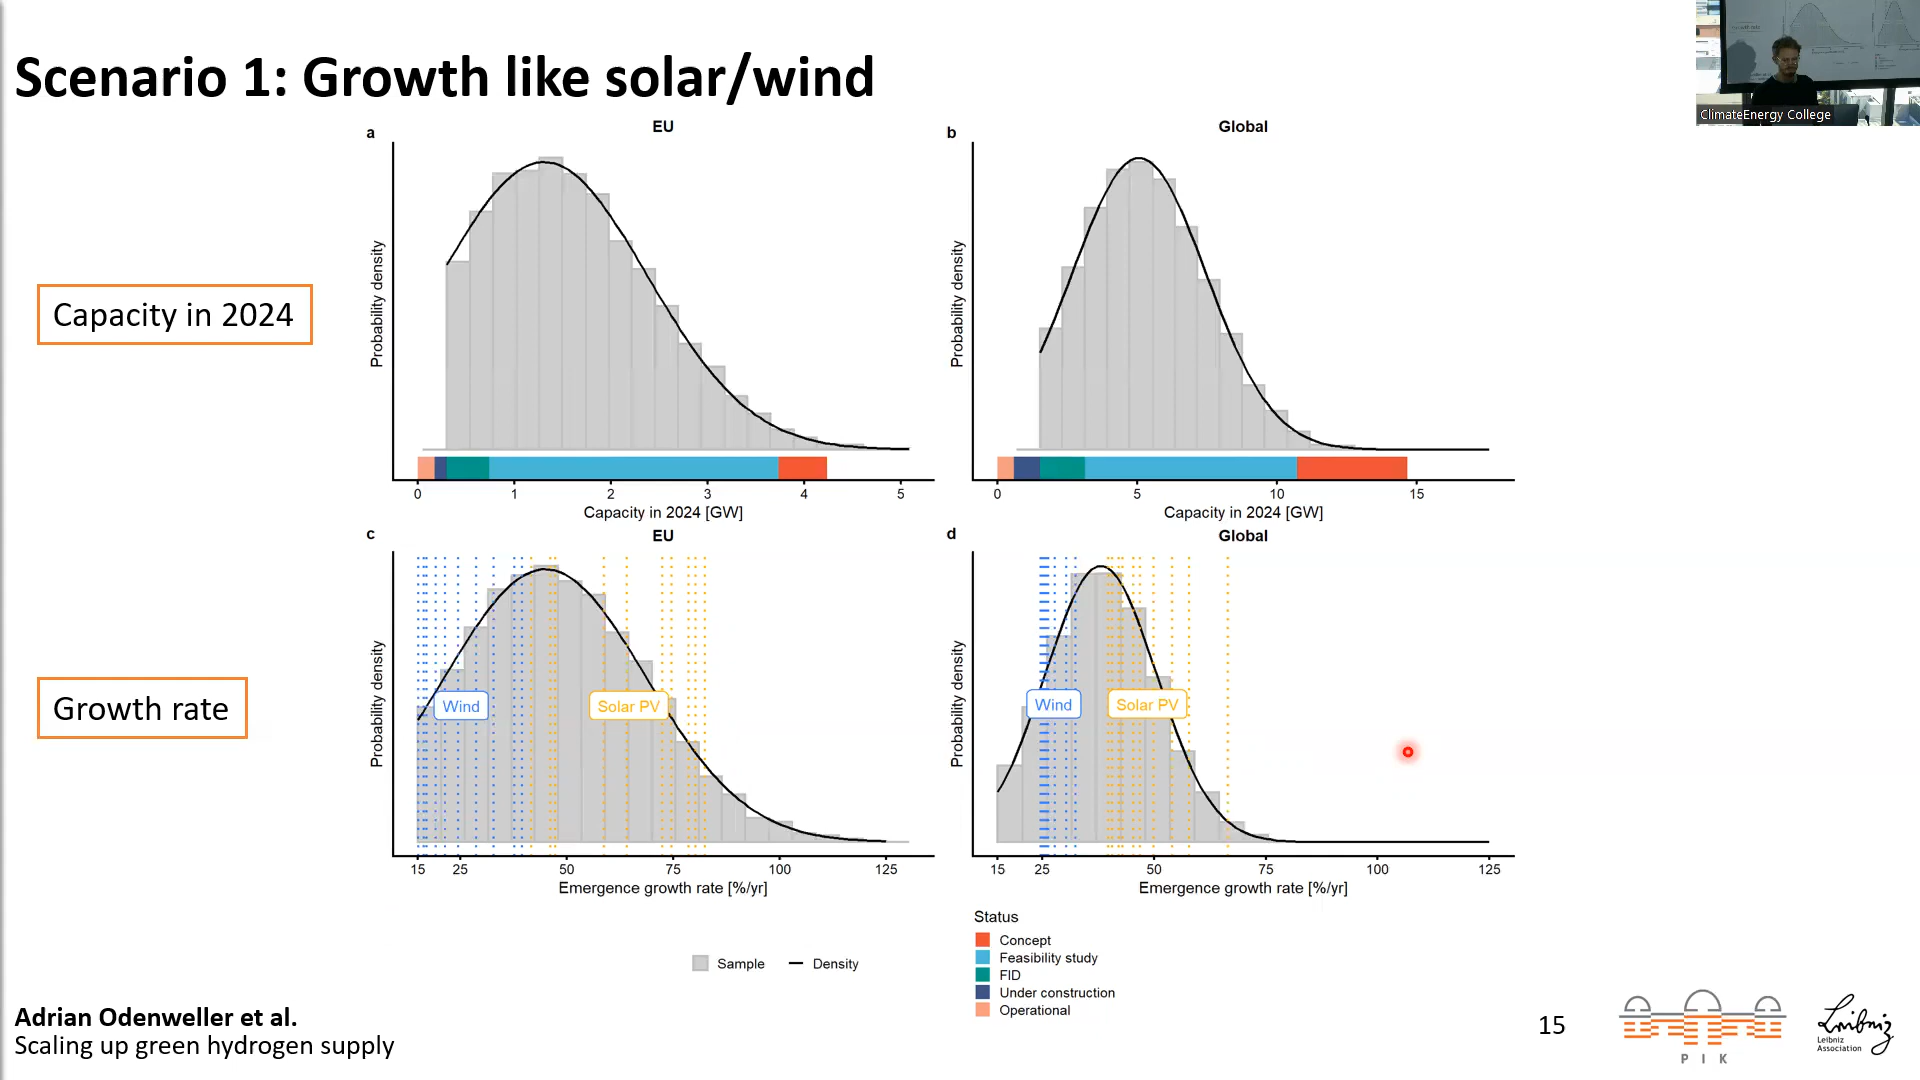 Scenario 1: Growth like solar/wind
ClimateEnergy College
Capacity in 2024
Growth rate
a
EU
Probability density
0 1 2 3 4 5
Capacity in 2024 [GW]
b
Global
Probability density
0 5 10 15
Capacity in 2024 [GW]
c
EU
Probability density
Wind
Solar PV
15 25 50 75 100 125
Emergence growth rate [%/yr]
d
Global
Probability density
Wind
Solar PV
15 25 50 75 100 125
Emergence growth rate [%/yr]
Sample Density
Status
Concept
Feasibility study
FID
Under construction
Operational
Adrian Odenweller et al.
Scaling up green hydrogen supply
15
P I K
Leibniz
Leibniz
Association